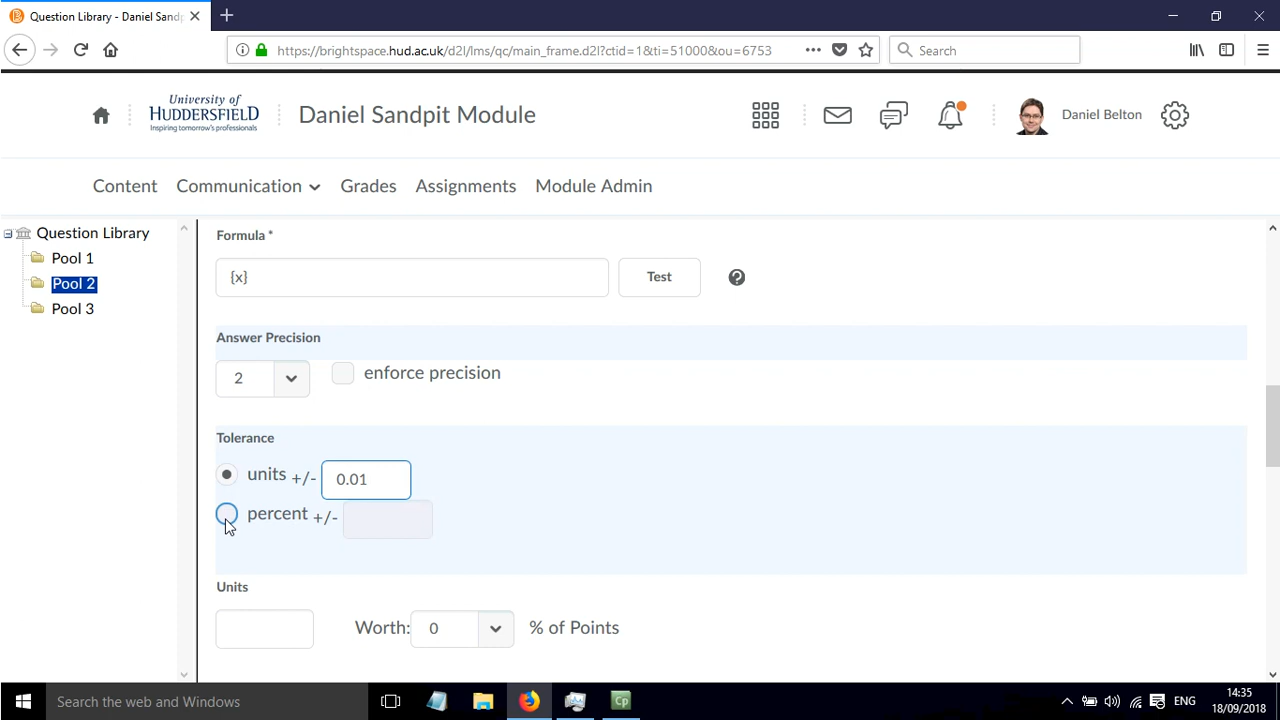 Question Library - Daniel Sandp
https://brightspace.hud.ac.uk/d2l/lms/qc/main_frame.d2l?ctid=1&ti=51000&ou=6753
Search
University of
HUDDERSFIELD
Inspiring tomorrow's professionals
Daniel Sandpit Module
Daniel Belton
Content
Communication
Grades
Assignments
Module Admin
Question Library
Pool 1
Pool 2
Pool 3
Formula *
{x}
Test
?
Answer Precision
2
enforce precision
Tolerance
units +/- 0.01
percent +/-
Units
Worth: 0 % of Points
Search the web and Windows
Cp
ENG
14:35
18/09/2018